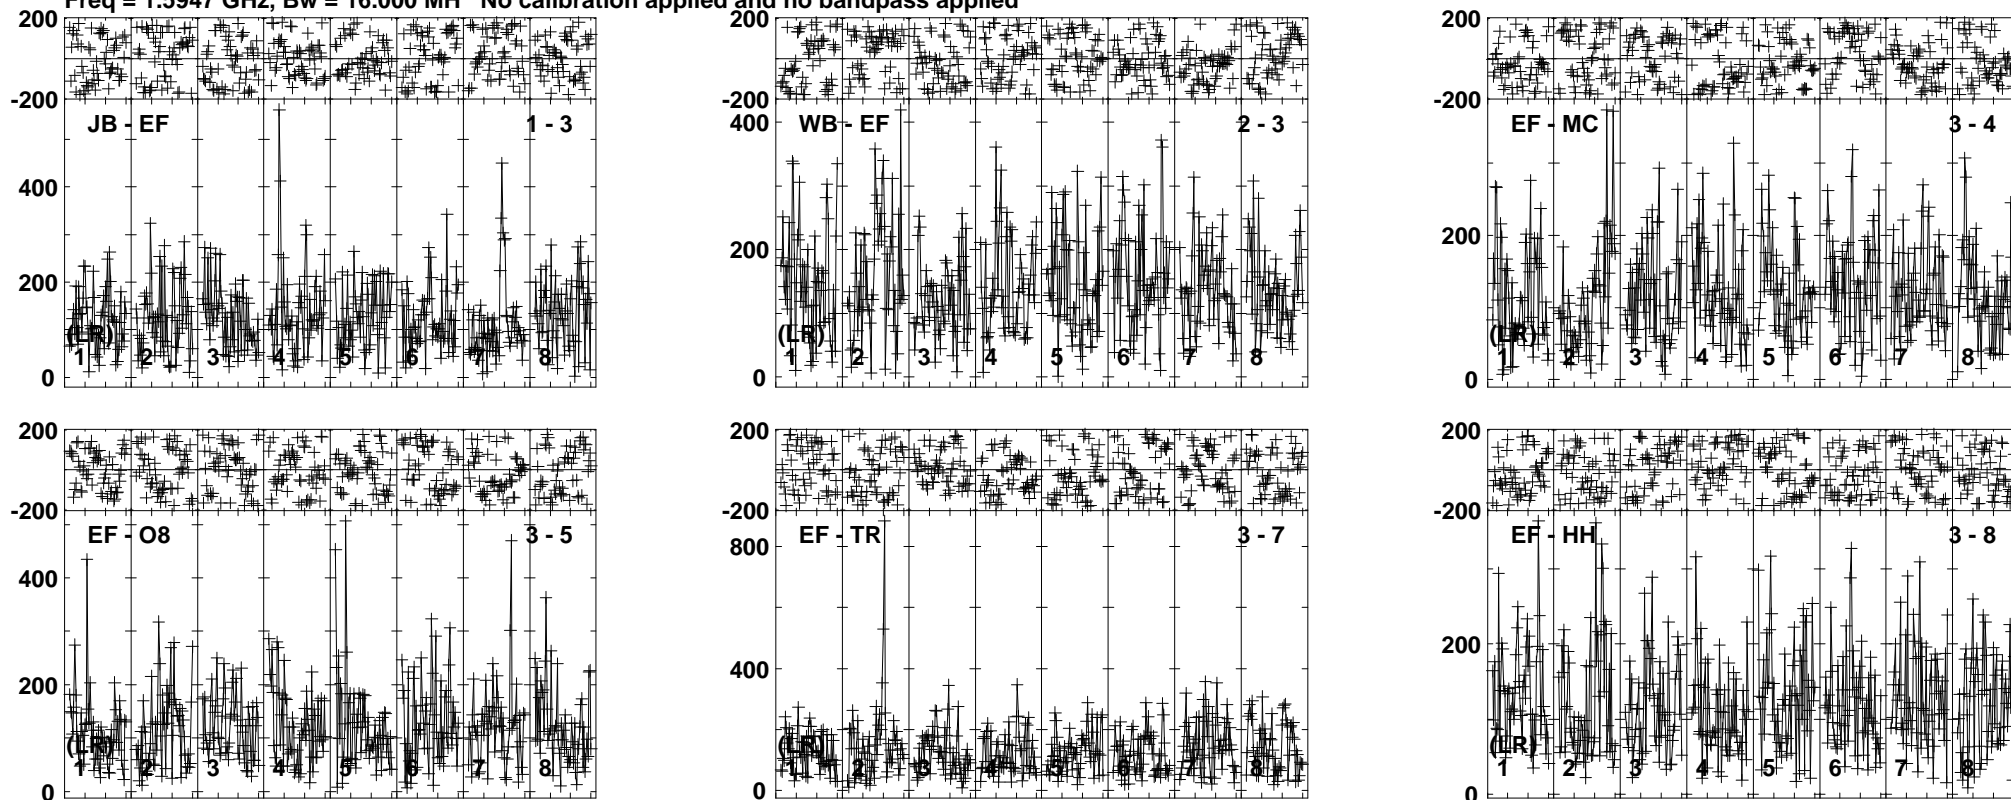 Freq = 1.5947 GHz, Bw = 16.000 MH No calibration applied and no bandpass applied
200
-200
JB - EF 1 - 3
400
200
0
(LR)
1 2 3 4 5 6 7 8
200
-200
WB - EF 2 - 3
400
200
0
(LR)
1 2 3 4 5 6 7 8
200
-200
EF - MC 3 - 4
200
0
(LR)
1 2 3 4 5 6 7 8
200
-200
EF - O8 3 - 5
400
200
0
(LR)
1 2 3 4 5 6 7 8
200
-200
EF - TR 3 - 7
800
400
0
(LR)
1 2 3 4 5 6 7 8
200
-200
EF - HH 3 - 8
200
0
(LR)
1 2 3 4 5 6 7 8